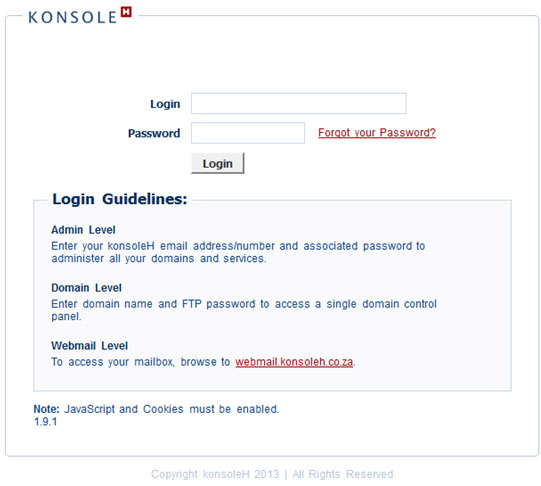 KONSOLE H
Login
Password Forgot your Password?
Login
Login Guidelines:
Admin Level
Enter your konsoleH email address/number and associated password to
administer all your domains and services.
Domain Level
Enter domain name and FTP password to access a single domain control
panel.
Webmail Level
To access your mailbox, browse to webmail.konsoleh.co.za.
Note: JavaScript and Cookies must be enabled.
1.9.1
Copyright konsoleH 2013 | All Rights Reserved